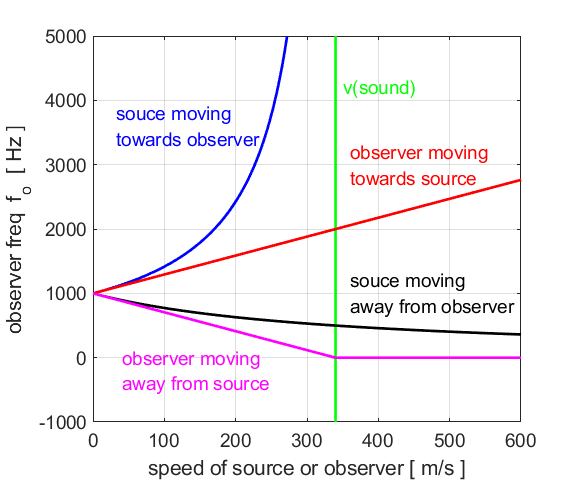 5000
4000
3000
2000
1000
0
-1000
0
100
200
300
400
500
600
observer freq f_o [ Hz ]
speed of source or observer [ m/s ]
v(sound)
souce moving
towards observer
observer moving
towards source
souce moving
away from observer
observer moving
away from source